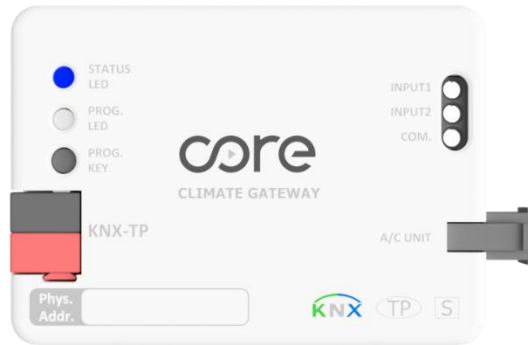 STATUS
LED
PROG.
LED
PROG.
KEY
INPUT1
INPUT2
COM.
core
CLIMATE GATEWAY
KNX-TP
A/C UNIT
Phys.
Addr.
KNX TP S